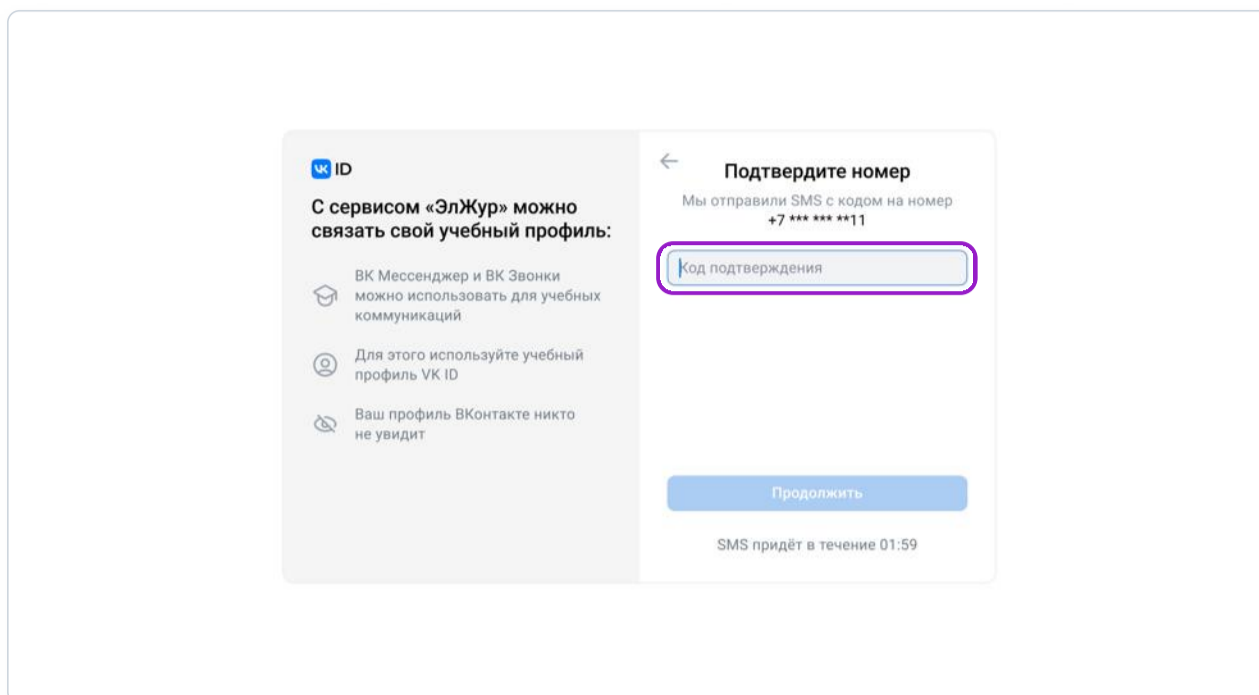 VK ID
С сервисом «ЭлЖур» можно
связать свой учебный профиль:
ВК Мессенджер и ВК Звонки
можно использовать для учебных
коммуникаций
Для этого используйте учебный
профиль VK ID
Ваш профиль ВКонтакте никто
не увидит
Подтвердите номер
Мы отправили SMS с кодом на номер
+7 *** *** **11
Код подтверждения
Продолжить
SMS придёт в течение 01:59